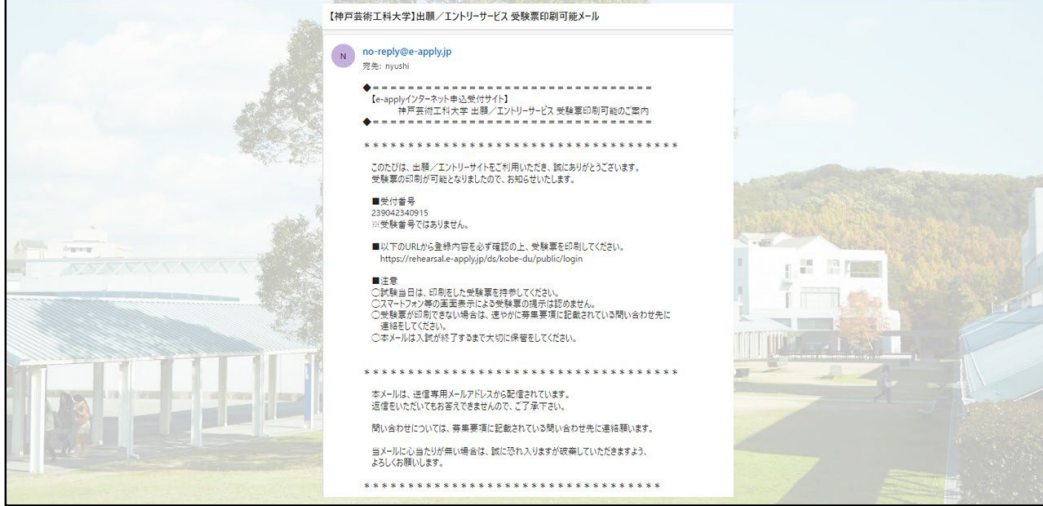 【神戸芸術工科大学】出願／エントリーサービス 受験票印刷可能メール
N
no-reply@e-apply.jp
宛先: nyushi
◆＝＝＝＝＝＝＝＝＝＝＝＝＝＝＝＝＝＝＝＝＝＝＝＝＝＝＝
【e-applyインターネット申込受付サイト】
神戸芸術工科大学 出願／エントリーサービス 受験票印刷可能のご案内
◆＝＝＝＝＝＝＝＝＝＝＝＝＝＝＝＝＝＝＝＝＝＝＝＝＝＝＝
＊＊＊＊＊＊＊＊＊＊＊＊＊＊＊＊＊＊＊＊＊＊＊＊＊＊＊＊＊＊＊＊＊＊＊＊
このたびは、出願／エントリーサイトをご利用いただき、誠にありがとうございます。
受験票の印刷が可能となりましたので、お知らせいたします。
■受付番号
239042340915
※受験番号ではありません。
■以下のURLから登録内容を必ず確認の上、受験票を印刷してください。
https://rehearsal.e-apply.jp/ds/kobe-du/public/login
■注意
○試験当日は、印刷をした受験票を持参してください。
○スマートフォン等の画面表示による受験票の提示は認めません。
○受験票が印刷できない場合は、速やかに募集要項に記載されている問い合わせ先に
連絡をしてください。
○本メールは入試が終了するまで大切に保管をしてください。
＊＊＊＊＊＊＊＊＊＊＊＊＊＊＊＊＊＊＊＊＊＊＊＊＊＊＊＊＊＊＊＊＊＊＊＊
本メールは、送信専用メールアドレスから配信されています。
返信をいただいてもお答えできませんので、ご了承下さい。
問い合わせについては、募集要項に記載されている問い合わせ先に連絡願います。
当メールに心当たりが無い場合は、誠に恐れ入りますが破棄していただきますよう、
よろしくお願いします。
＊＊＊＊＊＊＊＊＊＊＊＊＊＊＊＊＊＊＊＊＊＊＊＊＊＊＊＊＊＊＊＊＊＊